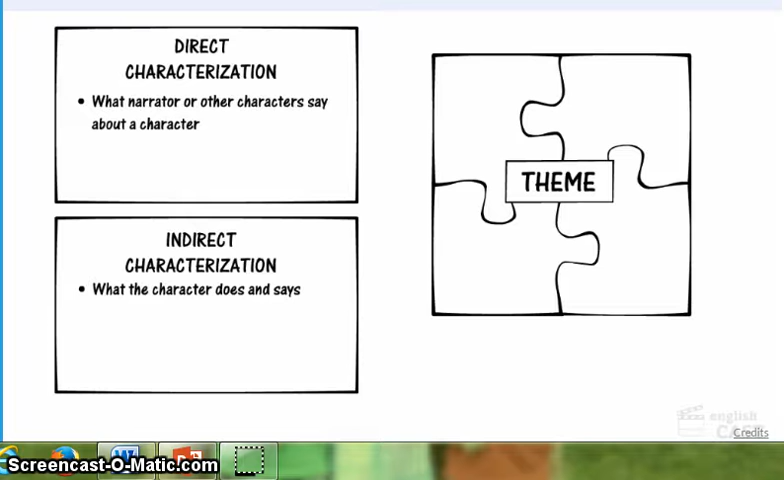 DIRECT
CHARACTERIZATION
• What narrator or other characters say
about a character
INDIRECT
CHARACTERIZATION
• What the character does and says
THEME
english
Credits
Screencast-O-Matic.com